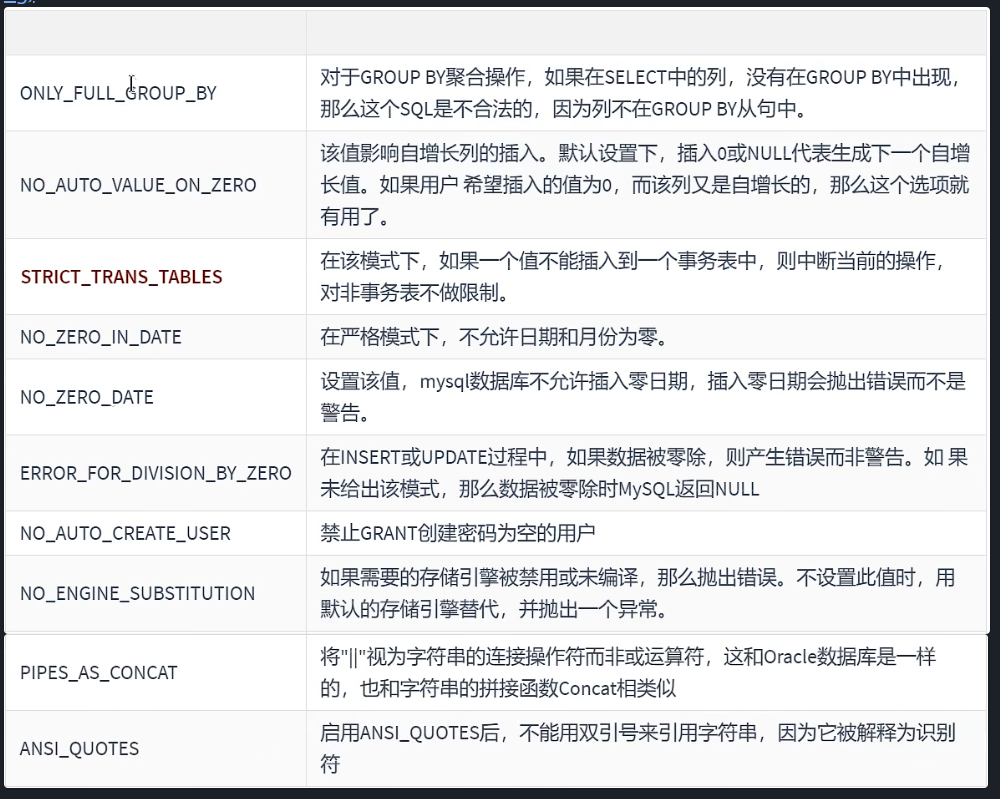 ONLY_FULL_GROUP_BY
对于GROUP BY聚合操作，如果在SELECT中的列，没有在GROUP BY中出现，
那么这个SQL是不合法的，因为列不在GROUP BY从句中。
NO_AUTO_VALUE_ON_ZERO
该值影响自增长列的插入。默认设置下，插入0或NULL代表生成下一个自增
长值。如果用户 希望插入的值为0，而该列又是自增长的，那么这个选项就
有用了。
STRICT_TRANS_TABLES
在该模式下，如果一个值不能插入到一个事务表中，则中断当前的操作，
对非事务表不做限制。
NO_ZERO_IN_DATE
在严格模式下，不允许日期和月份为零。
NO_ZERO_DATE
设置该值，mysql数据库不允许插入零日期，插入零日期会抛出错误而不是
警告。
ERROR_FOR_DIVISION_BY_ZERO
在INSERT或UPDATE过程中，如果数据被零除，则产生错误而非警告。如 果
未给出该模式，那么数据被零除时MySQL返回NULL
NO_AUTO_CREATE_USER
禁止GRANT创建密码为空的用户
NO_ENGINE_SUBSTITUTION
如果需要的存储引擎被禁用或未编译，那么抛出错误。不设置此值时，用
默认的存储引擎替代，并抛出一个异常。
PIPES_AS_CONCAT
将"||"视为字符串的连接操作符而非或运算符，这和Oracle数据库是一样
的，也和字符串的拼接函数Concat相类似
ANSI_QUOTES
启用ANSI_QUOTES后，不能用双引号来引用字符串，因为它被解释为识别
符